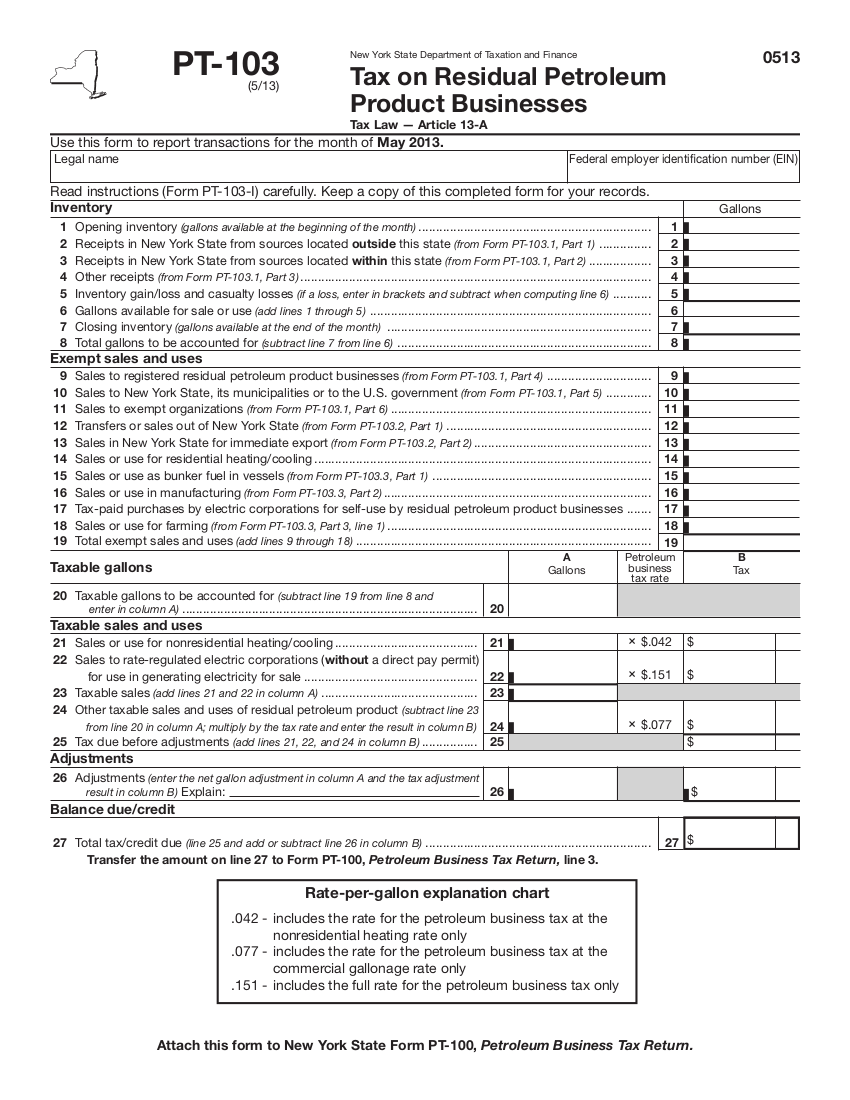 PT-103
(5/13)
New York State Department of Taxation and Finance
Tax on Residual Petroleum
Product Businesses
Tax Law — Article 13-A
0513
Use this form to report transactions for the month of May 2013.
Legal name
Federal employer identification number (EIN)
Read instructions (Form PT-103-I) carefully. Keep a copy of this completed form for your records.
Inventory
Gallons
1 Opening inventory (gallons available at the beginning of the month) 1
2 Receipts in New York State from sources located outside this state (from Form PT-103.1, Part 1) 2
3 Receipts in New York State from sources located within this state (from Form PT-103.1, Part 2) 3
4 Other receipts (from Form PT-103.1, Part 3) 4
5 Inventory gain/loss and casualty losses (if a loss, enter in brackets and subtract when computing line 6) 5
6 Gallons available for sale or use (add lines 1 through 5) 6
7 Closing inventory (gallons available at the end of the month) 7
8 Total gallons to be accounted for (subtract line 7 from line 6) 8
Exempt sales and uses
9 Sales to registered residual petroleum product businesses (from Form PT-103.1, Part 4) 9
10 Sales to New York State, its municipalities or to the U.S. government (from Form PT-103.1, Part 5) 10
11 Sales to exempt organizations (from Form PT-103.1, Part 6) 11
12 Transfers or sales out of New York State (from Form PT-103.2, Part 1) 12
13 Sales in New York State for immediate export (from Form PT-103.2, Part 2) 13
14 Sales or use for residential heating/cooling 14
15 Sales or use as bunker fuel in vessels (from Form PT-103.3, Part 1) 15
16 Sales or use in manufacturing (from Form PT-103.3, Part 2) 16
17 Tax-paid purchases by electric corporations for self-use by residual petroleum product businesses 17
18 Sales or use for farming (from Form PT-103.3, Part 3, line 1) 18
19 Total exempt sales and uses (add lines 9 through 18) 19
Taxable gallons
A
Gallons
Petroleum
business
tax rate
B
Tax
20 Taxable gallons to be accounted for (subtract line 19 from line 8 and
enter in column A) 20
Taxable sales and uses
21 Sales or use for nonresidential heating/cooling 21 × $.042 $
22 Sales to rate-regulated electric corporations (without a direct pay permit)
for use in generating electricity for sale 22 × $.151 $
23 Taxable sales (add lines 21 and 22 in column A) 23
24 Other taxable sales and uses of residual petroleum product (subtract line 23
from line 20 in column A; multiply by the tax rate and enter the result in column B) 24 × $.077 $
25 Tax due before adjustments (add lines 21, 22, and 24 in column B) 25 $
Adjustments
26 Adjustments (enter the net gallon adjustment in column A and the tax adjustment
result in column B) Explain: 26 $
Balance due/credit
27 Total tax/credit due (line 25 and add or subtract line 26 in column B) 27 $
Transfer the amount on line 27 to Form PT-100, Petroleum Business Tax Return, line 3.
Rate-per-gallon explanation chart
.042 - includes the rate for the petroleum business tax at the
nonresidential heating rate only
.077 - includes the rate for the petroleum business tax at the
commercial gallonage rate only
.151 - includes the full rate for the petroleum business tax only
Attach this form to New York State Form PT-100, Petroleum Business Tax Return.